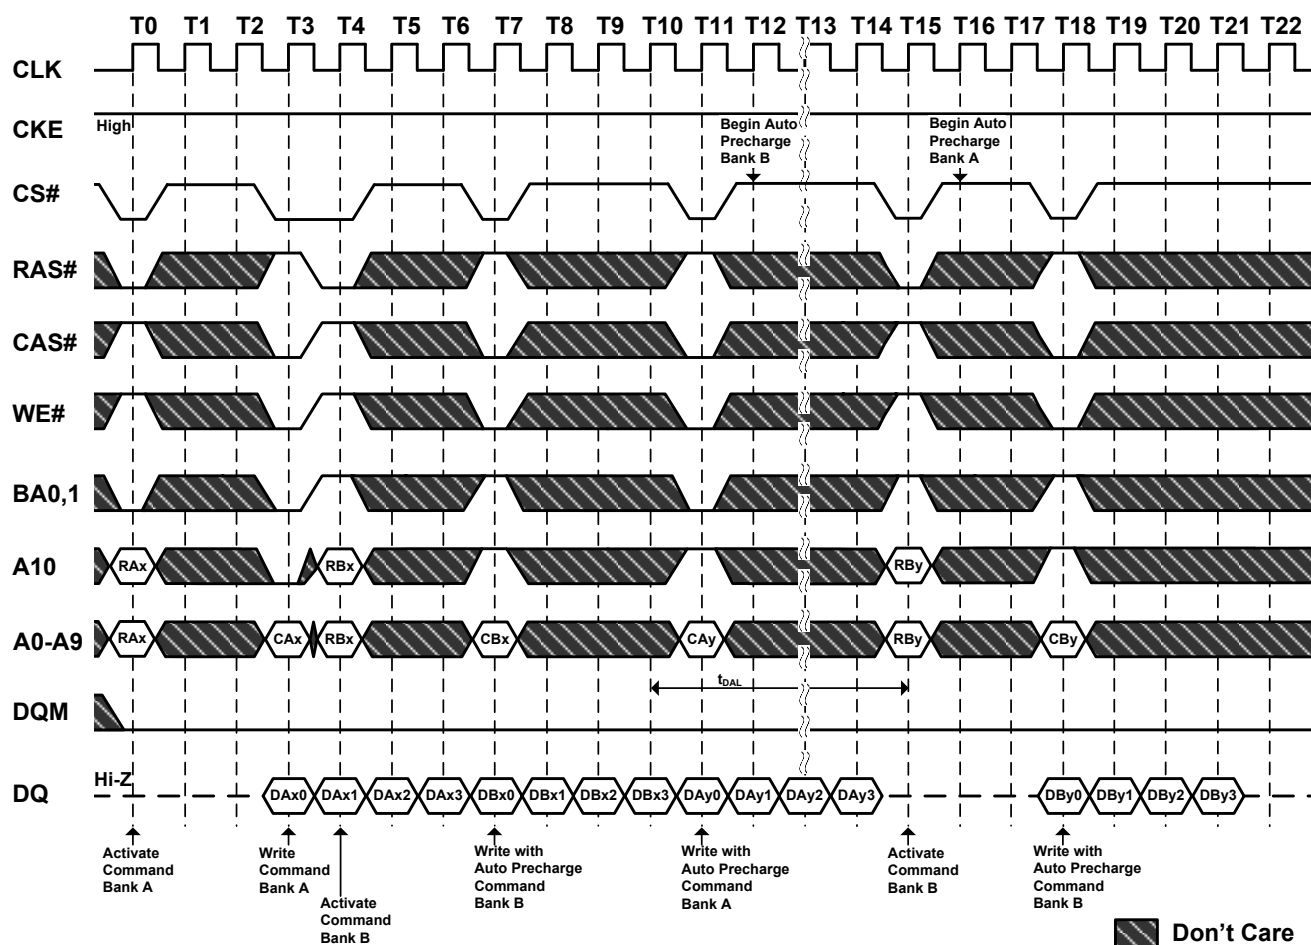 T0 T1 T2 T3 T4 T5 T6 T7 T8 T9 T10 T11 T12 T13 T14 T15 T16 T17 T18 T19 T20 T21 T22
CLK
CKE
High
Begin Auto
Precharge
Bank B
Begin Auto
Precharge
Bank A
CS#
RAS#
CAS#
WE#
BA0,1
A10
RAx RBx RBy
A0-A9
RAx CAx RBx CBx CAy RBy CBy
tDAL
DQM
Hi-Z
DQ
DAx0 DAx1 DAx2 DAx3 DBx0 DBx1 DBx2 DBx3 DAy0 DAy1 DAy2 DAy3 DBy0 DBy1 DBy2 DBy3
Activate
Command
Bank A
Write
Command
Bank A
Activate
Command
Bank B
Write with
Auto Precharge
Command
Bank B
Write with
Auto Precharge
Command
Bank A
Activate
Command
Bank B
Write with
Auto Precharge
Command
Bank B
Don't Care